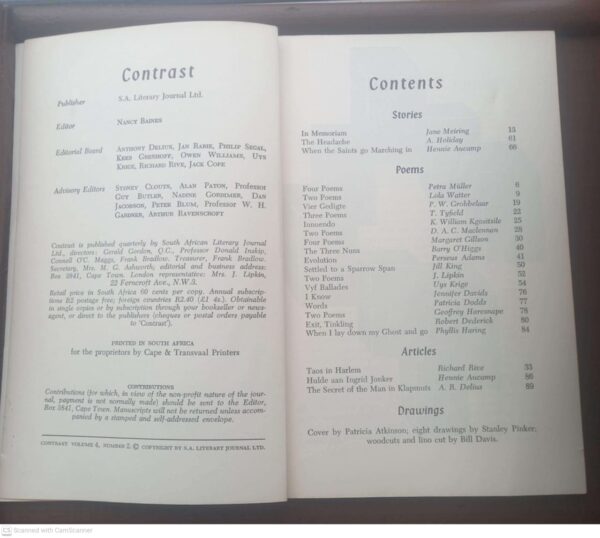 Contrast
Publisher S.A. Literary Journal Ltd.
Editor NANCY BAINES
Editorial Board ANTHONY DELIUS, JAN RABIE, PHILIP SEGAL,
KEES GRESHOFF, OWEN WILLIAMS, UYS
KRIGE, RICHARD RIVE, JACK COPE
Advisory Editors SYDNEY CLOUTS, ALAN PATON, Professor
GUY BUTLER, NADINE GORDIMER, DAN
JACOBSON, PETER BLUM, Professor W. H.
GARDNER, ARTHUR RAVENSCROFT
Contrast is published quarterly by South African Literary Journal
Ltd., directors: Gerald Gordon, Q.C., Professor Donald Inskip,
Connell O'C. Maggs, Frank Bradlow. Treasurer, Frank Bradlow.
Secretary, Mrs. M. G. Ashworth, editorial and business address:
Box 3841, Cape Town. London representative: Mrs. J. Lipkin,
22 Ferncroft Ave., N.W.3.
Retail price in South Africa 60 cents per copy. Annual subscrip-
tions R2 postage free; foreign countries R2.40 (£1 4s.). Obtainable
in single copies or by subscription through your bookseller or news-
agent, or direct to the publishers (cheques or postal orders payable
to 'Contrast').
PRINTED IN SOUTH AFRICA
for the proprietors by Cape & Transvaal Printers
CONTRIBUTIONS
Contributions (for which, in view of the non-profit nature of the jour-
nal, payment is not normally made) should be sent to the Editor,
Box 3841, Cape Town. Manuscripts will not be returned unless accom-
panied by a stamped and self-addressed envelope.
CONTRAST VOLUME 4, NUMBER 2. © COPYRIGHT BY S.A. LITERARY JOURNAL LTD.
Contents
Stories
In Memoriam Jane Meiring 13
The Headache A. Holiday 61
When the Saints go Marching in Hennie Aucamp 66
Poems
Four Poems Petra Müller 6
Two Poems Lola Watter 9
Vier Gedigte P. W. Grobbelaar 19
Three Poems T. Tyfield 22
Innuendo K. William Kgositsile 25
Two Poems D. A. C. Maclennan 28
Four Poems Margaret Gillson 30
The Three Nuns Barry O'Higgs 40
Evolution Perseus Adams 41
Settled to a Sparrow Span Jill King 50
Two Poems J. Lipkin 52
Vyf Ballades Uys Krige 54
I Know Jennifer Davids 76
Words Patricia Dodds 77
Two Poems Geoffrey Haresnape 78
Exit, Tinkling Robert Dederick 80
When I lay down my Ghost and go Phyllis Haring 84
Articles
Taos in Harlem Richard Rive 33
Hulde aan Ingrid Jonker Hennie Aucamp 86
The Secret of the Man in Klapmuts A. R. Delius 89
Drawings
Cover by Patricia Atkinson; eight drawings by Stanley Pinker;
woodcuts and lino cut by Bill Davis.
CS Scanned with CamScanner